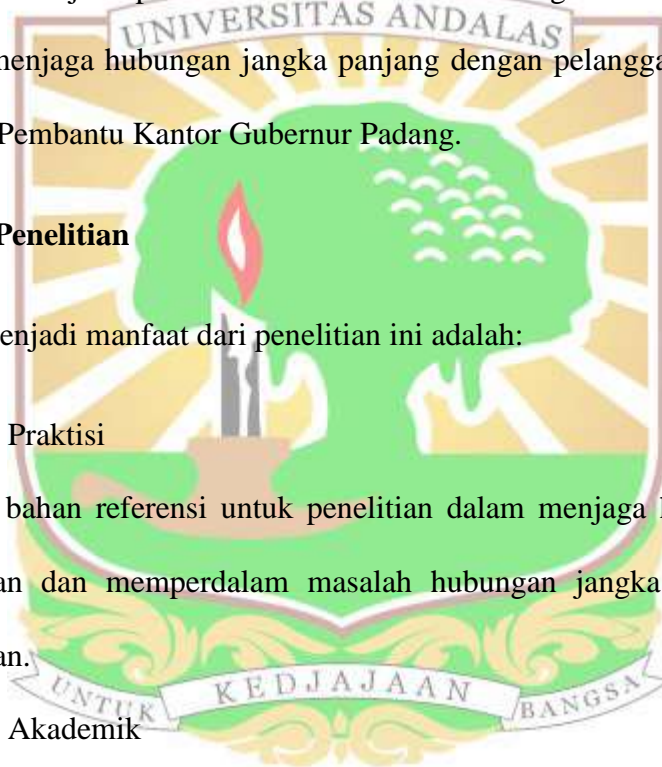 UNIVERSITAS ANDALAS
menjaga hubungan jangka panjang dengan pelangga
Pembantu Kantor Gubernur Padang.
Penelitian
enjadi manfaat dari penelitian ini adalah:
Praktisi
bahan referensi untuk penelitian dalam menjaga
an dan memperdalam masalah hubungan jangka
an.
UNTUK KEDJAJAAN BANGSA
Akademik